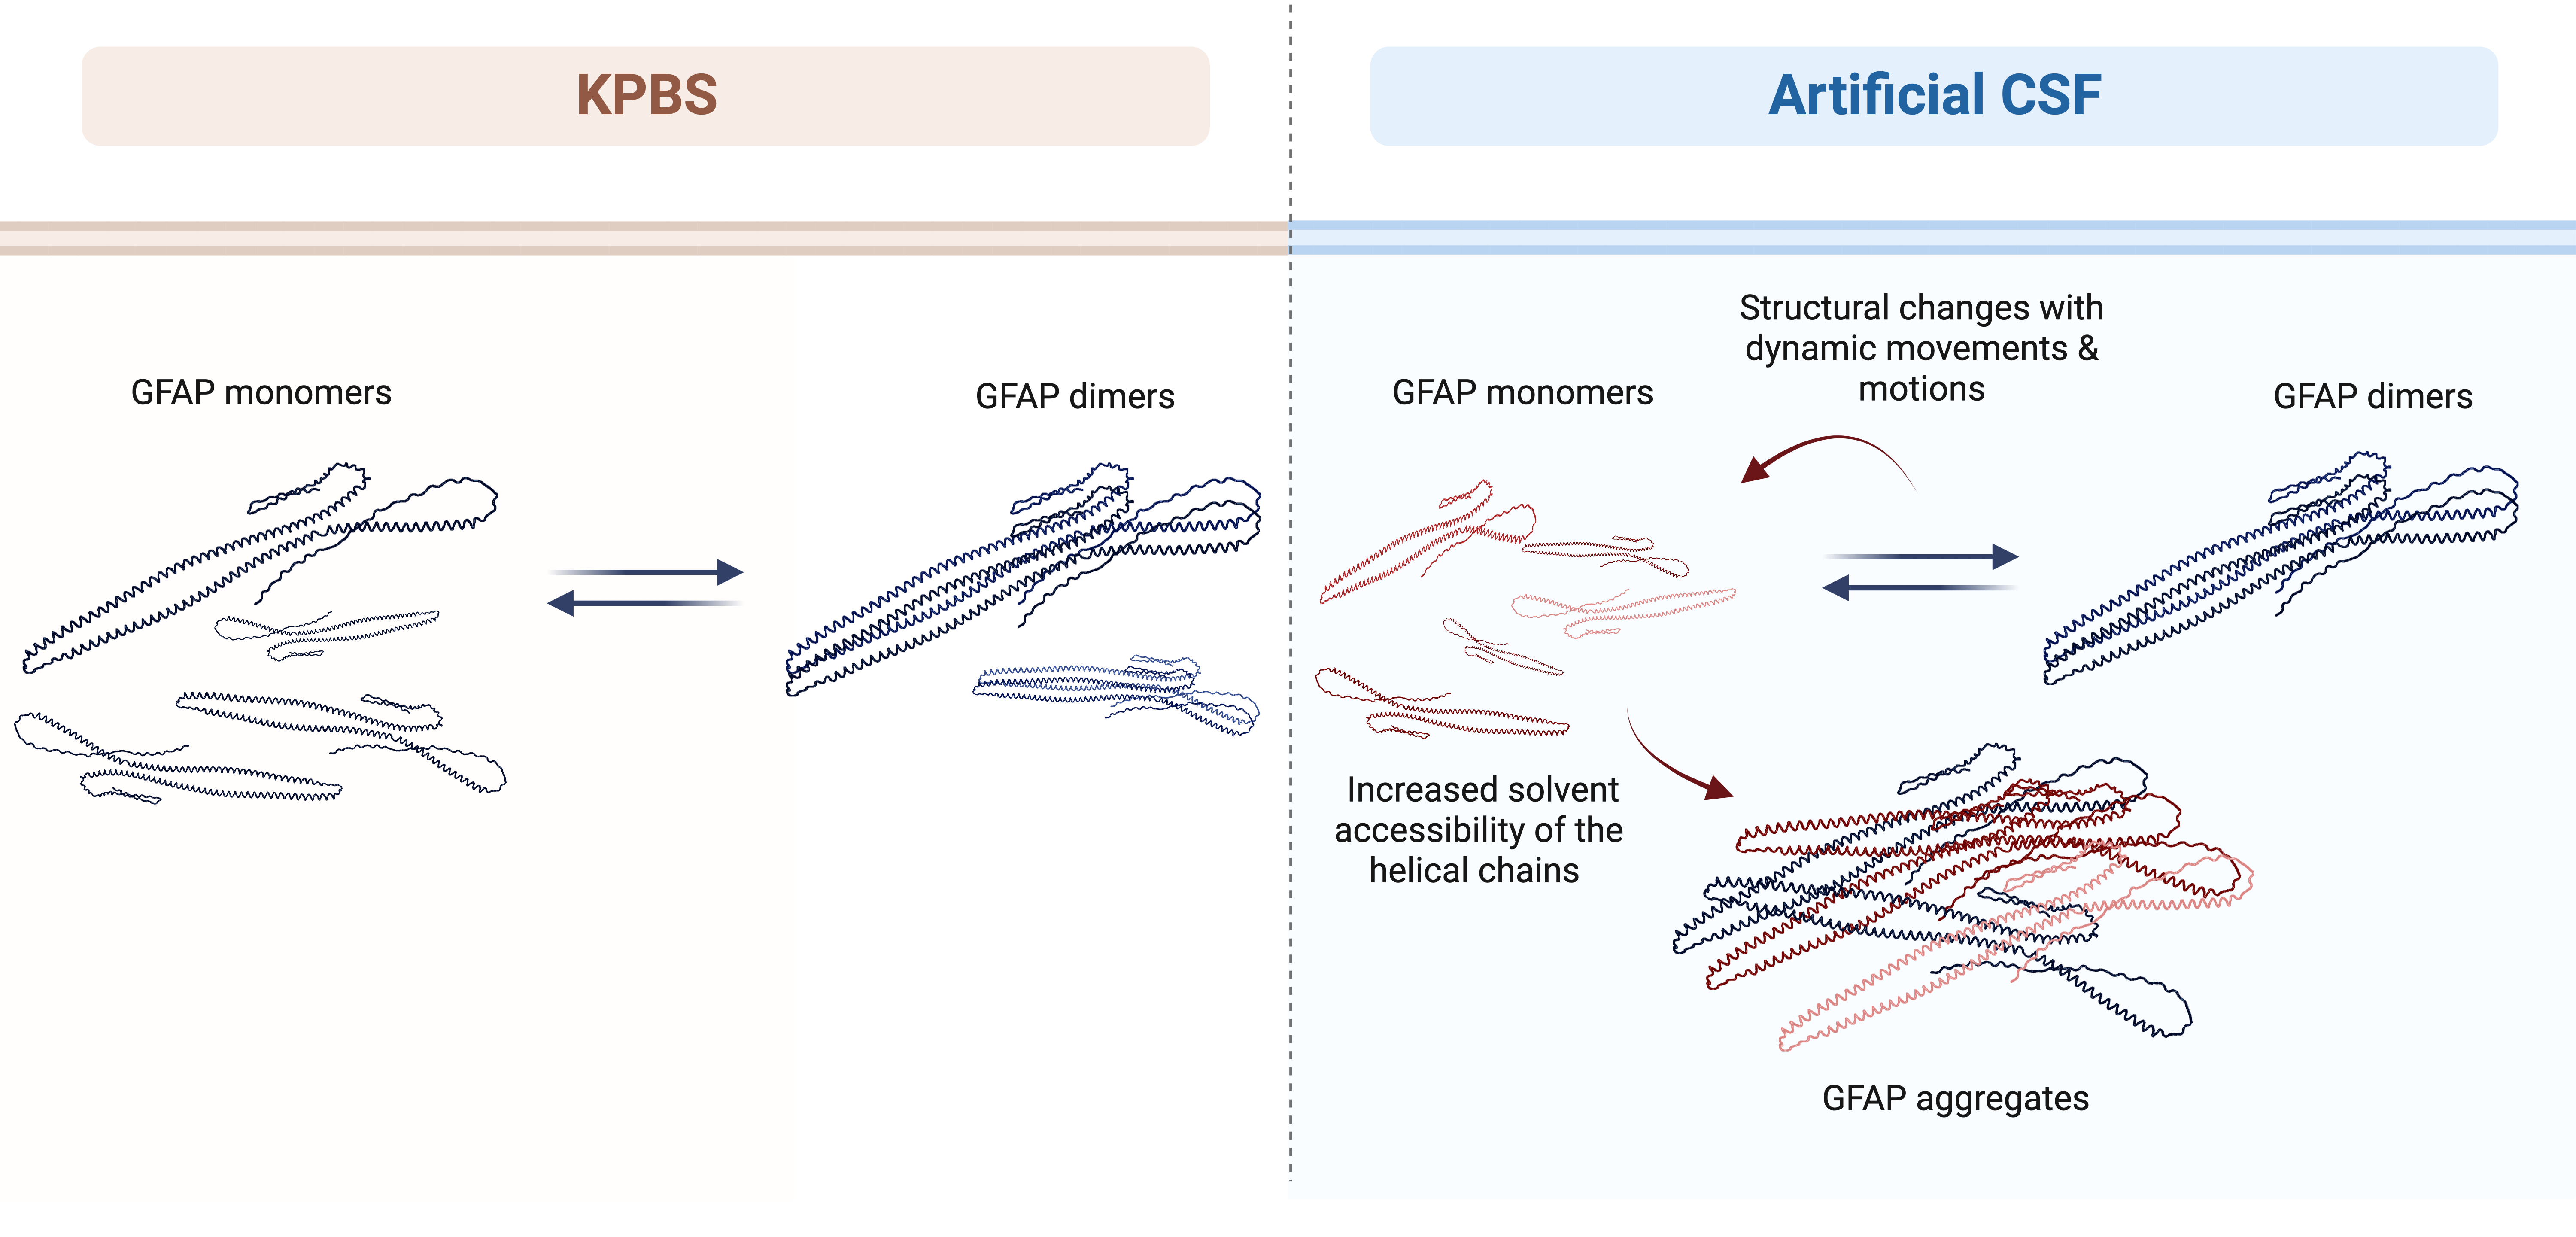 KPBS
Artificial CSF
GFAP monomers
GFAP dimers
GFAP monomers
Structural changes with
dynamic movements &
motions
GFAP dimers
Increased solvent
accessibility of the
helical chains
GFAP aggregates